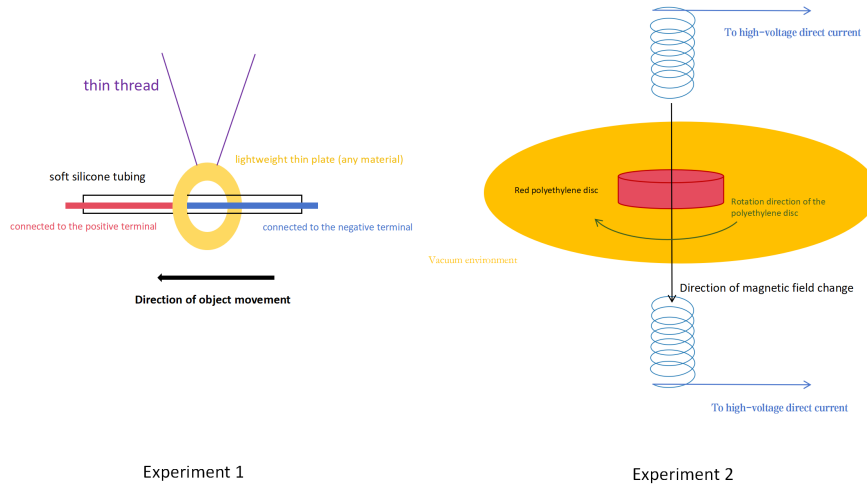 To high-voltage direct current
thin thread
lightweight thin plate (any material)
soft silicone tubing
connected to the positive terminal
connected to the negative terminal
Direction of object movement
Experiment 1
Red polyethylene disc
Rotation direction of the
polyethylene disc
Vacuum environment
Direction of magnetic field change
To high-voltage direct current
Experiment 2